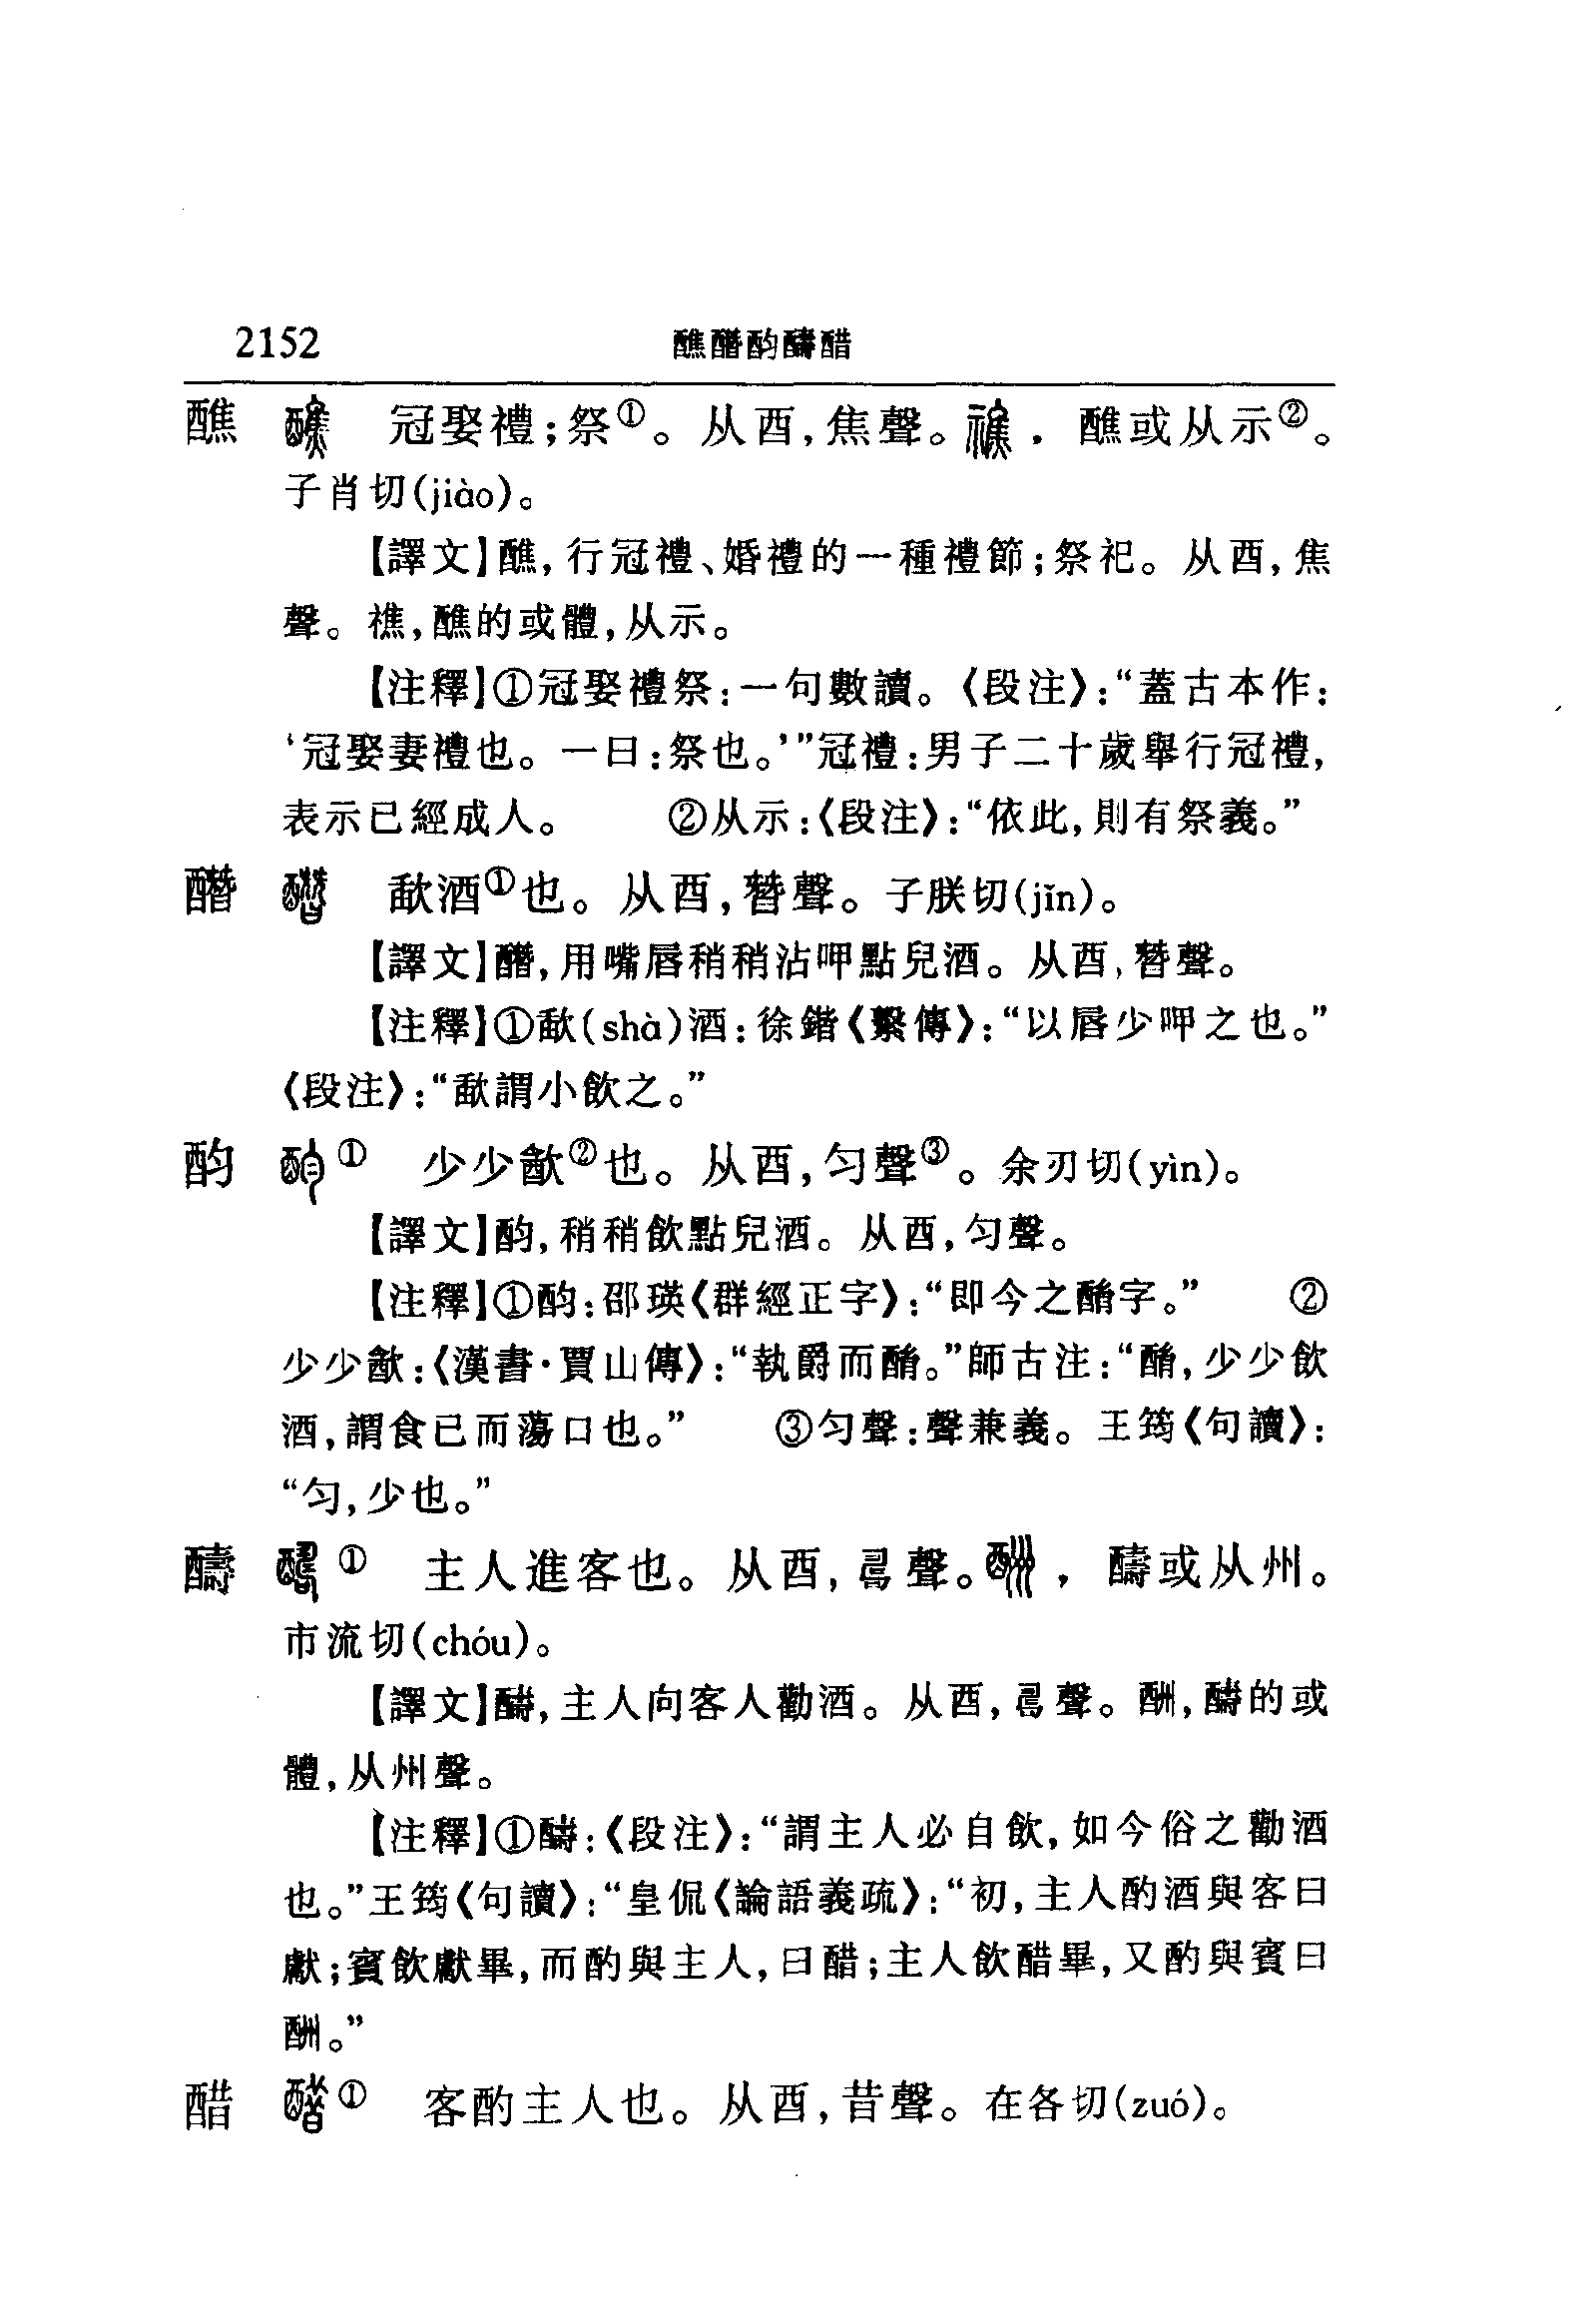 2152 醮醦酌醻醋
醮 冠娶禮；祭①。从酉，焦聲。 ，醮或从示②。
子肖切(jiào)。
【譯文】醮，行冠禮、婚禮的一種禮節；祭祀。从酉，焦
聲。䄻，醮的或體，从示。
【注釋】①冠娶禮祭：一句數讀。《段注》：“蓋古本作：
‘冠娶妻禮也。一曰：祭也。’”冠禮：男子二十歲舉行冠禮，
表示已經成人。 ②从示：《段注》：“依此，則有祭義。”
歃酒①也。从酉，朁聲。子朕切(jǐn)。
【譯文】 ，用嘴唇稍稍沾呷點兒酒。从酉，朁聲。
【注釋】①歃(shà)酒：徐鍇《繫傳》：“以唇少呷之也。”
《段注》：“歃謂小飲之。”
酳 ① 少少㱃②也。从酉，勻聲③。余刃切(yìn)。
【譯文】 ，稍稍飲點兒酒。从酉，勻聲。
【注釋】① ：邵瑛《群經正字》：“即今之酳字。” ②
少少㱃：《漢書·賈山傳》：“執爵而酳。”師古注：“酳，少少飲
酒，謂食已而蕩口也。” ③勻聲：聲兼義。王筠《句讀》：
“勻，少也。”
醻 ① 主人進客也。从酉，𠷎聲。 ，醻或从州。
市流切(chóu)。
【譯文】醻，主人向客人勸酒。从酉，𠷎聲。酬，醻的或
體，从州聲。
【注釋】①醻：《段注》：“謂主人必自飲，如今俗之勸酒
也。”王筠《句讀》：“皇侃《論語義疏》：“初，主人酌酒與客曰
獻；賓飲獻畢，而酌與主人，曰醋；主人飲醋畢，又酌與賓曰
酬。”
醋 ① 客酌主人也。从酉，昔聲。在各切(zuó)。